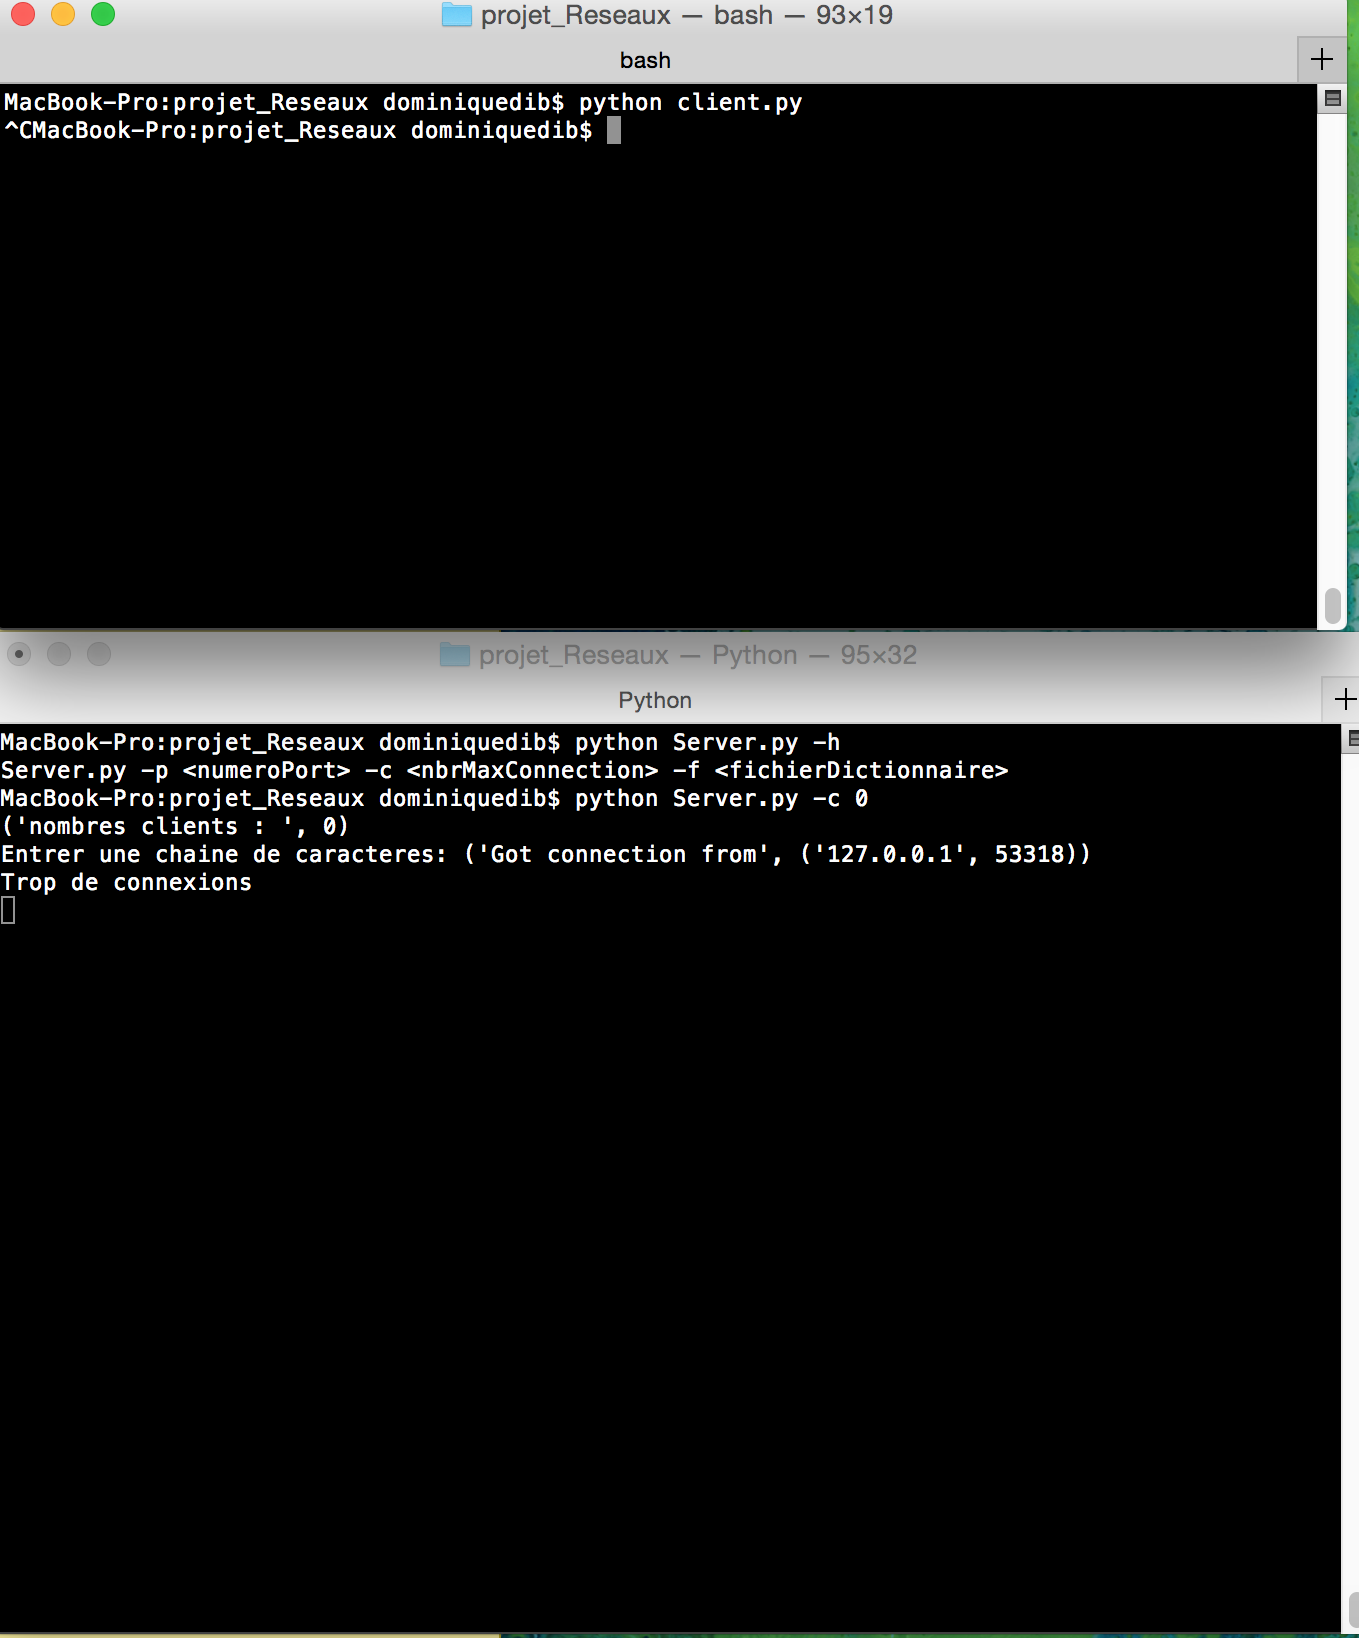 projet_Reseaux — bash — 93×19
bash
MacBook-Pro:projet_Reseaux dominiquedib$ python client.py
^CMacBook-Pro:projet_Reseaux dominiquedib$
projet_Reseaux — Python — 95×32
Python
MacBook-Pro:projet_Reseaux dominiquedib$ python Server.py -h
Server.py -p <numeroPort> -c <nbrMaxConnection> -f <fichierDictionnaire>
MacBook-Pro:projet_Reseaux dominiquedib$ python Server.py -c 0
('nombres clients : ', 0)
Entrer une chaine de caracteres: ('Got connection from', ('127.0.0.1', 53318))
Trop de connexions